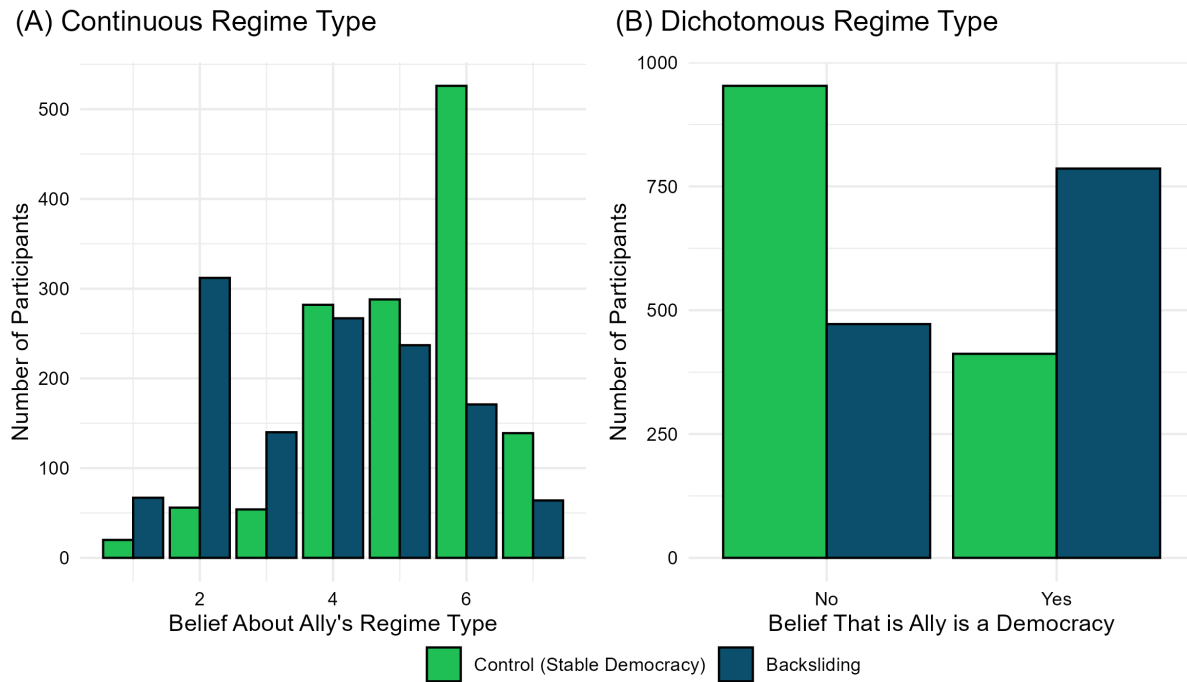 (A) Continuous Regime Type
Number of Participants
500
400
300
200
100
0
2 4 6
Belief About Ally's Regime Type
(B) Dichotomous Regime Type
Number of Participants
1000
750
500
250
0
No Yes
Belief That is Ally is a Democracy
Control (Stable Democracy) Backsliding